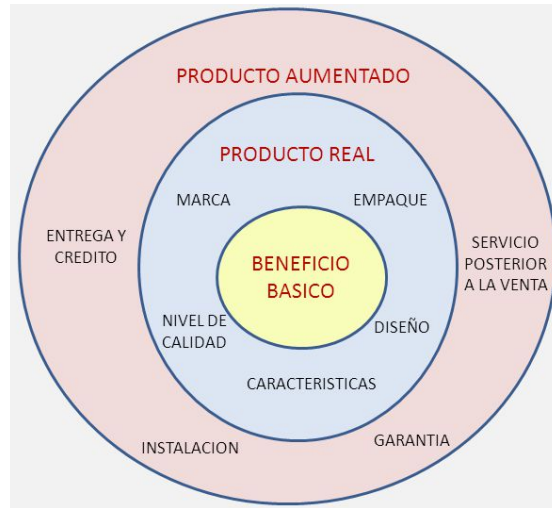 PRODUCTO AUMENTADO
PRODUCTO REAL
MARCA
EMPAQUE
ENTREGA Y
CREDITO
SERVICIO
POSTERIOR
A LA VENTA
BENEFICIO
BASICO
NIVEL DE
CALIDAD
DISEÑO
CARACTERISTICAS
INSTALACION
GARANTIA